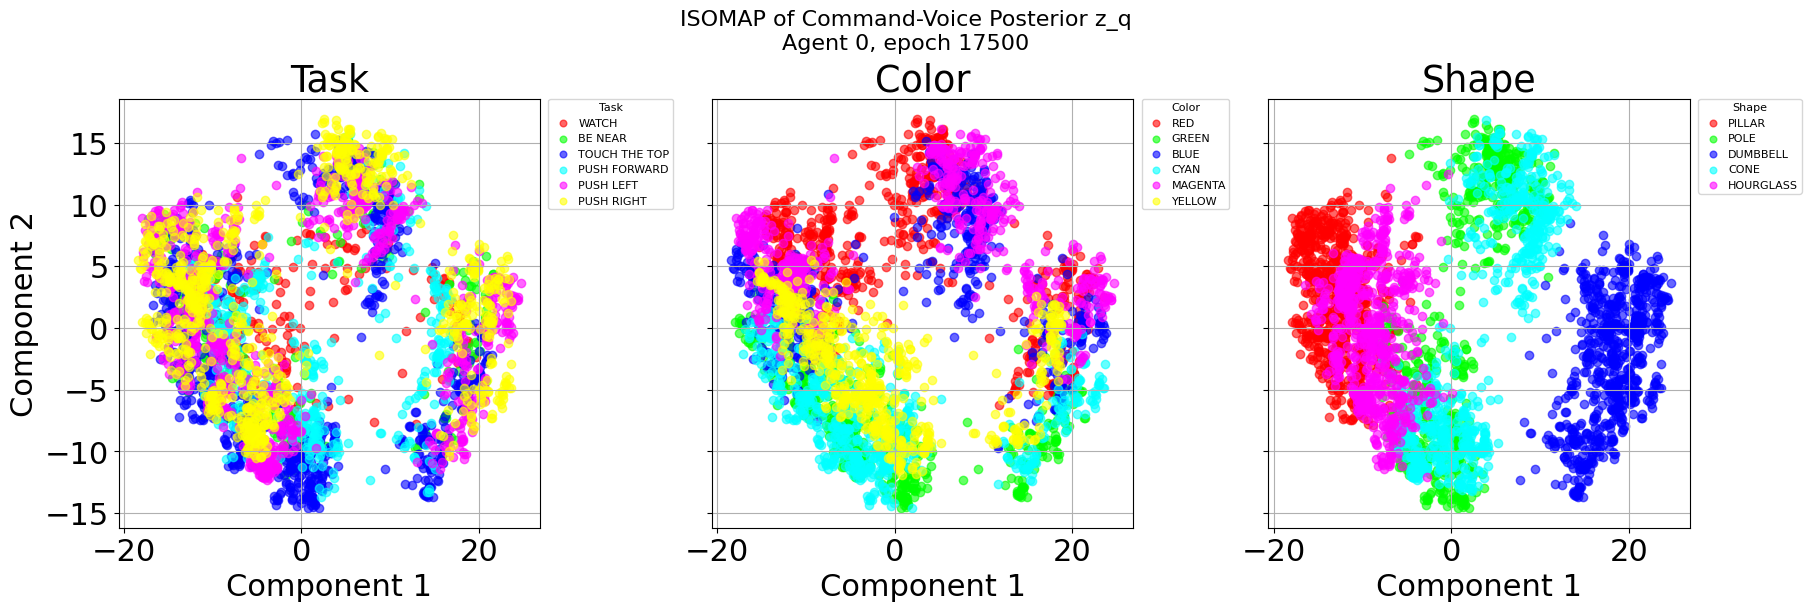 ISOMAP of Command-Voice Posterior z_q
Agent 0, epoch 17500
Task
Color
Shape
Component 2
15
10
5
0
−5
−10
−15
−20
0
20
Component 1
Task
WATCH
BE NEAR
TOUCH THE TOP
PUSH FORWARD
PUSH LEFT
PUSH RIGHT
−20
0
20
Component 1
Color
RED
GREEN
BLUE
CYAN
MAGENTA
YELLOW
−20
0
20
Component 1
Shape
PILLAR
POLE
DUMBBELL
CONE
HOURGLASS